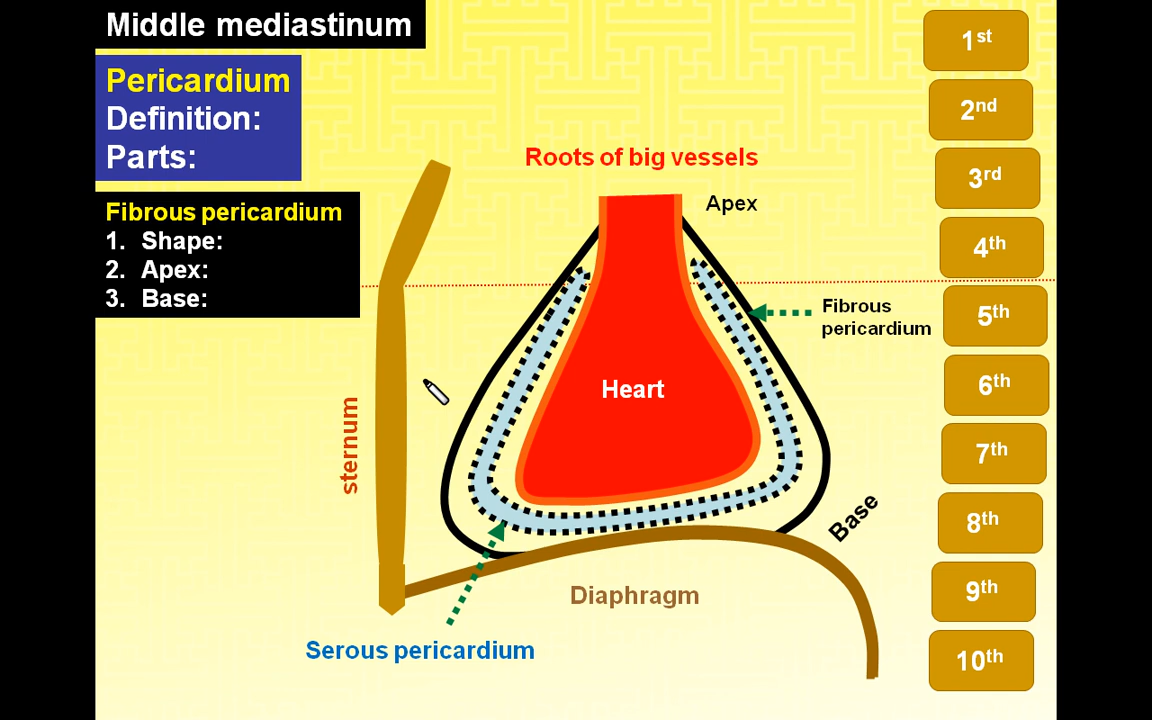 Middle mediastinum
Pericardium
Definition:
Parts:
Fibrous pericardium
1. Shape:
2. Apex:
3. Base:
Roots of big vessels
Apex
Fibrous
pericardium
Heart
sternum
Base
Diaphragm
Serous pericardium
1st
2nd
3rd
4th
5th
6th
7th
8th
9th
10th